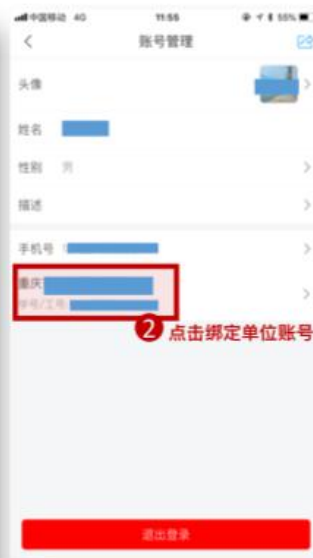 中国移动 4G 11:55 55%
账号管理
头像
姓名
性别 男
描述
手机号
重庆
学号/工号
2 点击绑定单位账号
退出登录